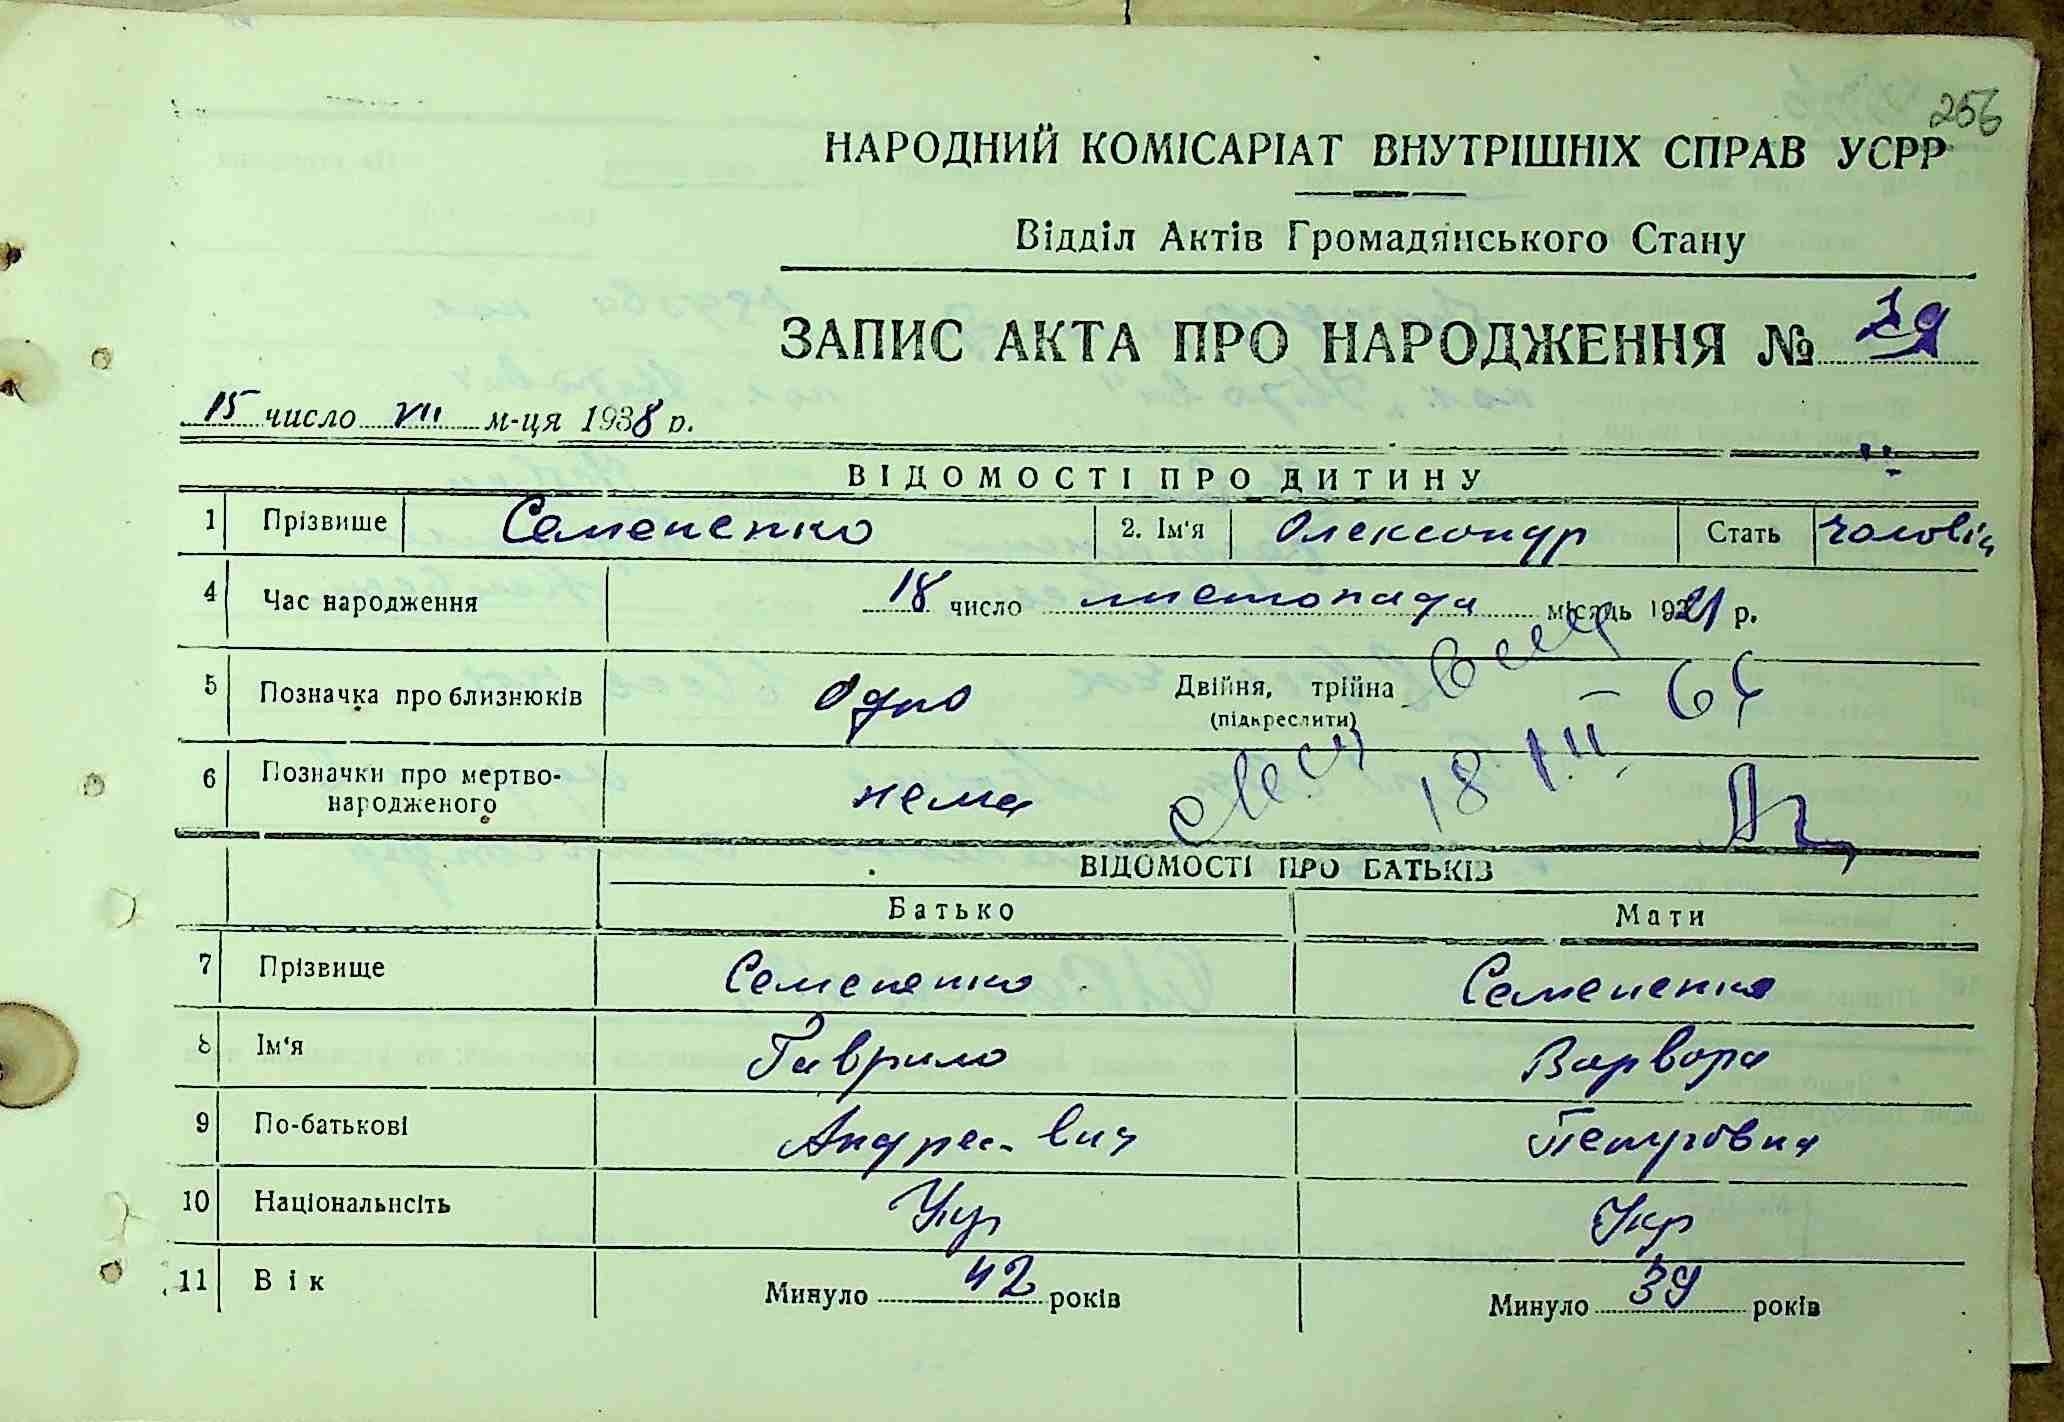 256
НАРОДНИЙ КОМІСАРІАТ ВНУТРІШНІХ СПРАВ УСРР
Відділ Актів Громадянського Стану
ЗАПИС АКТА ПРО НАРОДЖЕННЯ № 39
15 число VII м-ця 1938 р.
ВІДОМОСТІ ПРО ДИТИНУ
1 Прізвище Семененко 2. Ім'я Олександр Стать чоловіч
4 Час народження 18 число листопада місяць 1921 р.
5 Позначка про близнюків Одно Двійня, трійна
(підкреслити)
6 Позначки про мертво-
народженого нема
18 VII - 64
ВІДОМОСТІ ПРО БАТЬКІВ
Батько Мати
7 Прізвище Семененко Семененко
8 Ім'я Гаврило Варвара
9 По-батькові Андреевич Петровна
10 Національність Укр Укр
11 Вік Минуло 42 років Минуло 39 років